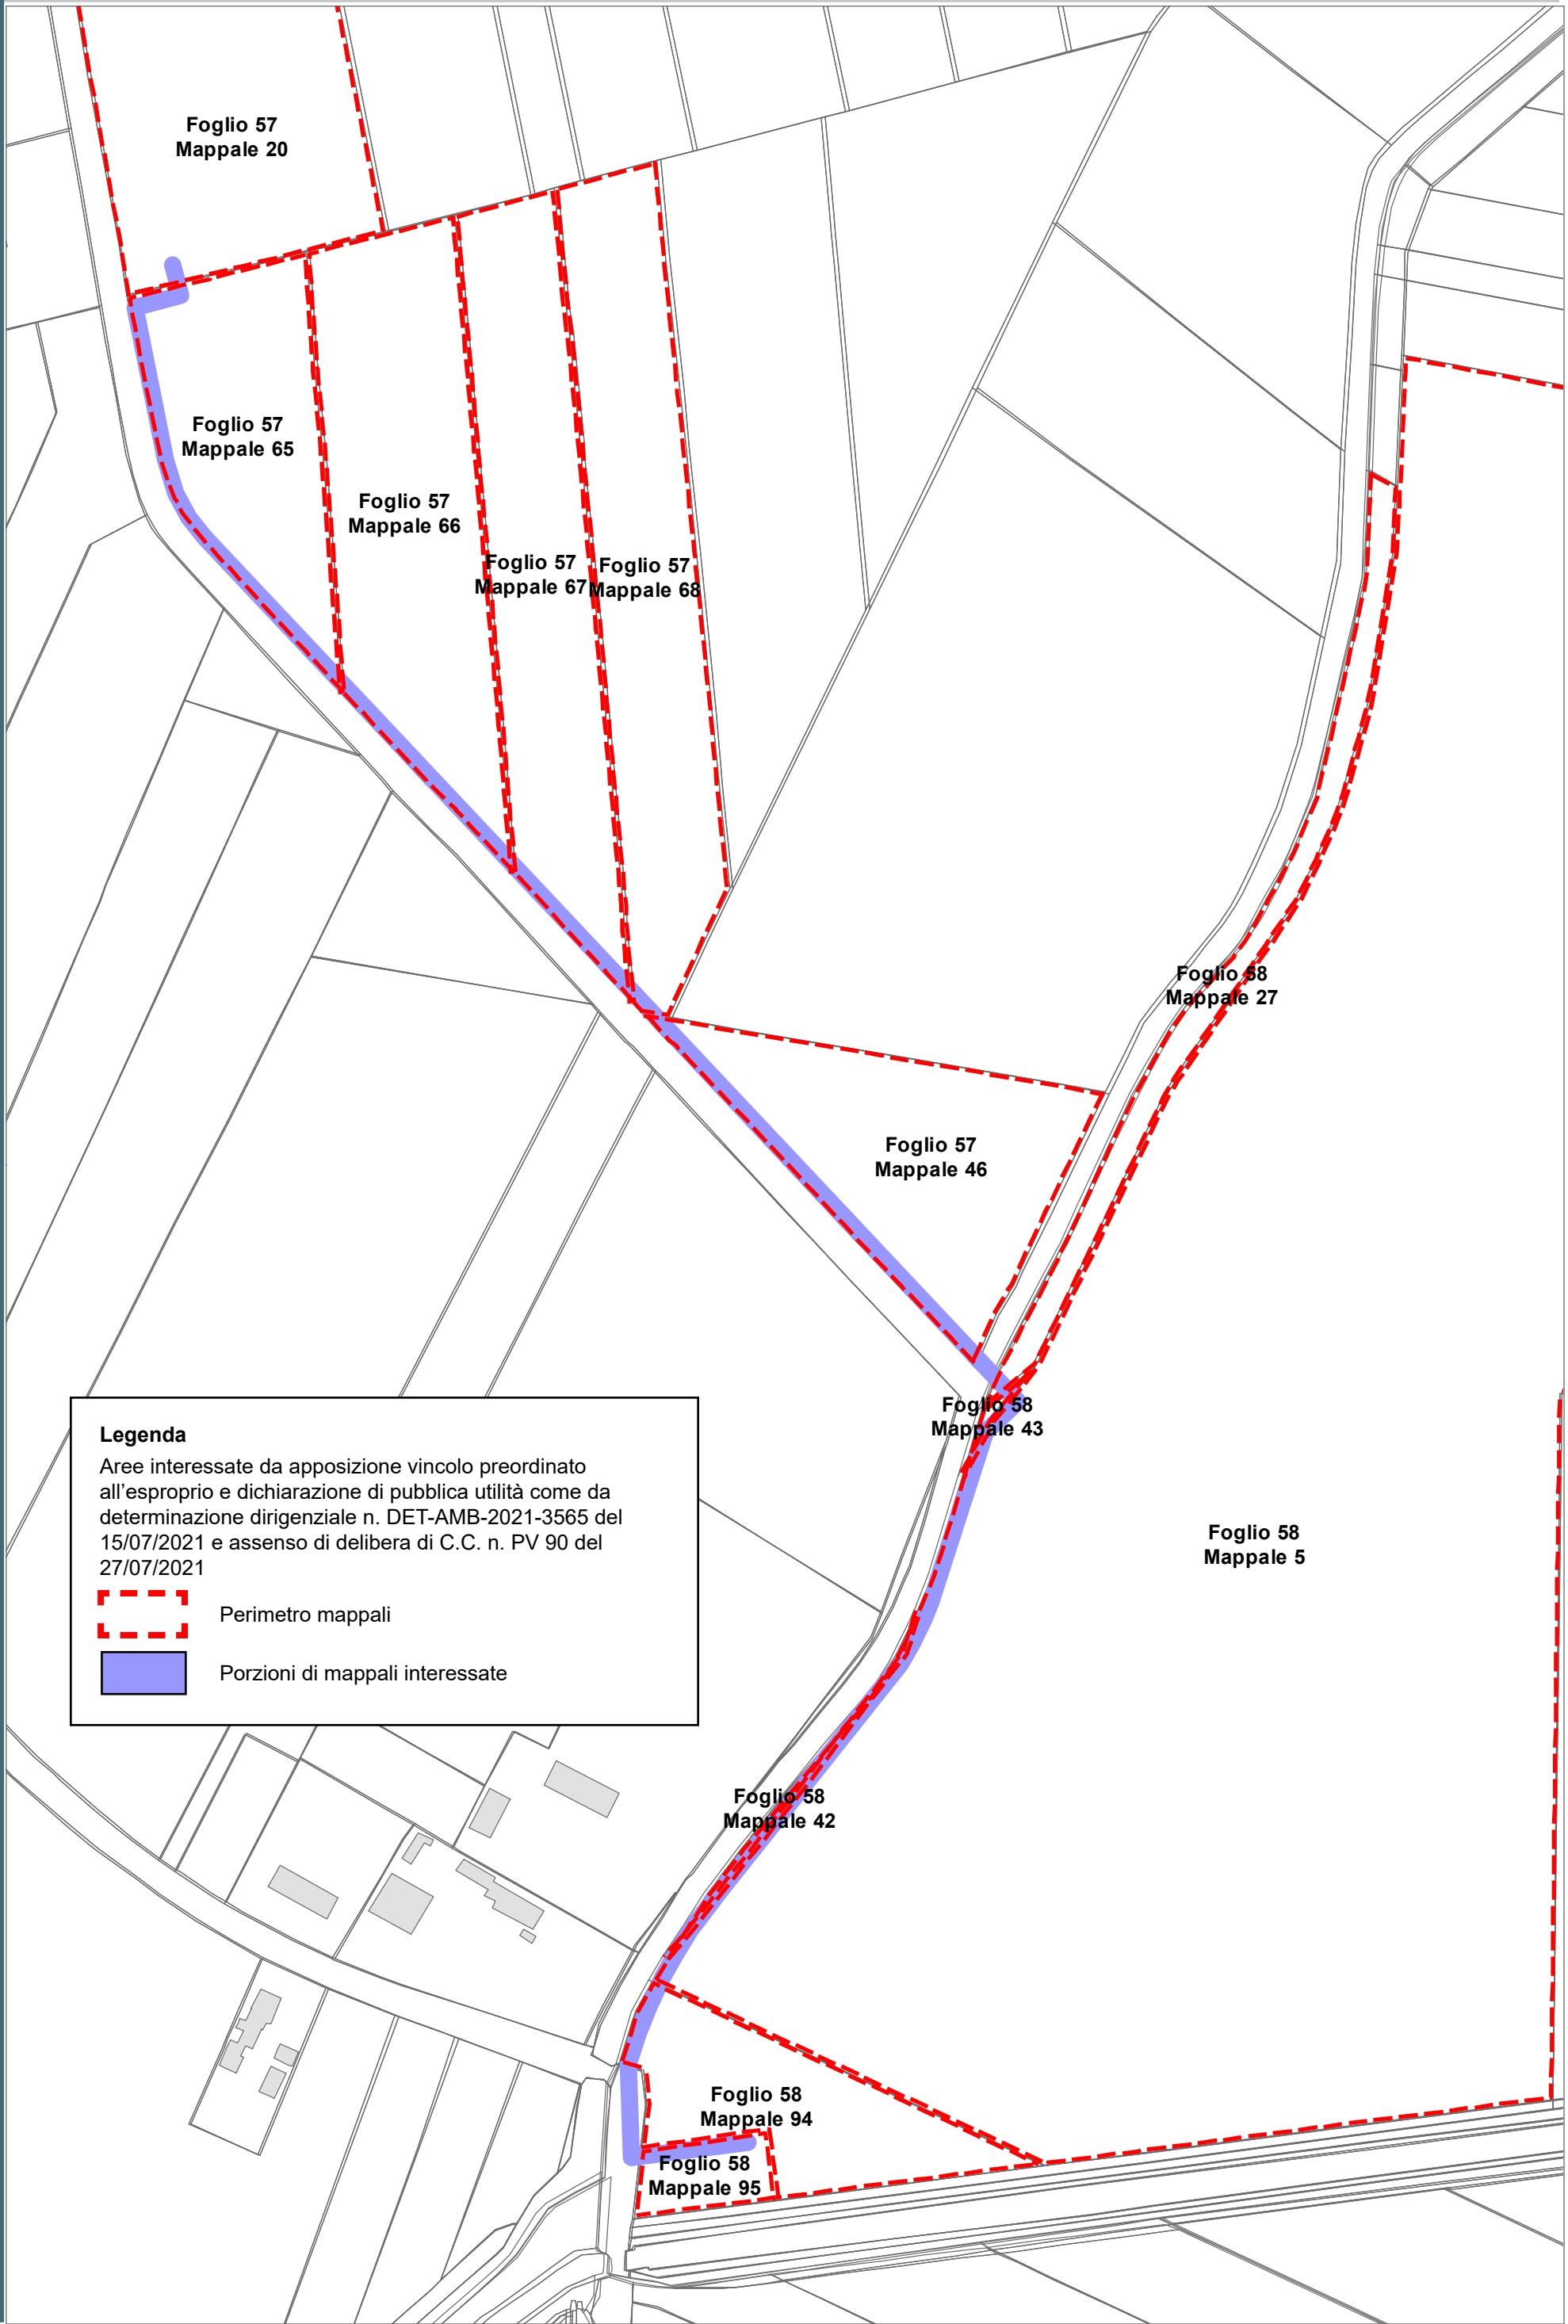 Foglio 57
Mappale 20
Foglio 57
Mappale 65
Foglio 57
Mappale 66
Foglio 57
Mappale 67
Foglio 57
Mappale 68
Foglio 58
Mappale 27
Foglio 57
Mappale 46
Foglio 58
Mappale 43
Legenda
Aree interessate da apposizione vincolo preordinato
all'esproprio e dichiarazione di pubblica utilità come da
determinazione dirigenziale n. DET-AMB-2021-3565 del
15/07/2021 e assenso di delibera di C.C. n. PV 90 del
27/07/2021
Perimetro mappali
Porzioni di mappali interessate
Foglio 58
Mappale 5
Foglio 58
Mappale 42
Foglio 58
Mappale 94
Foglio 58
Mappale 95